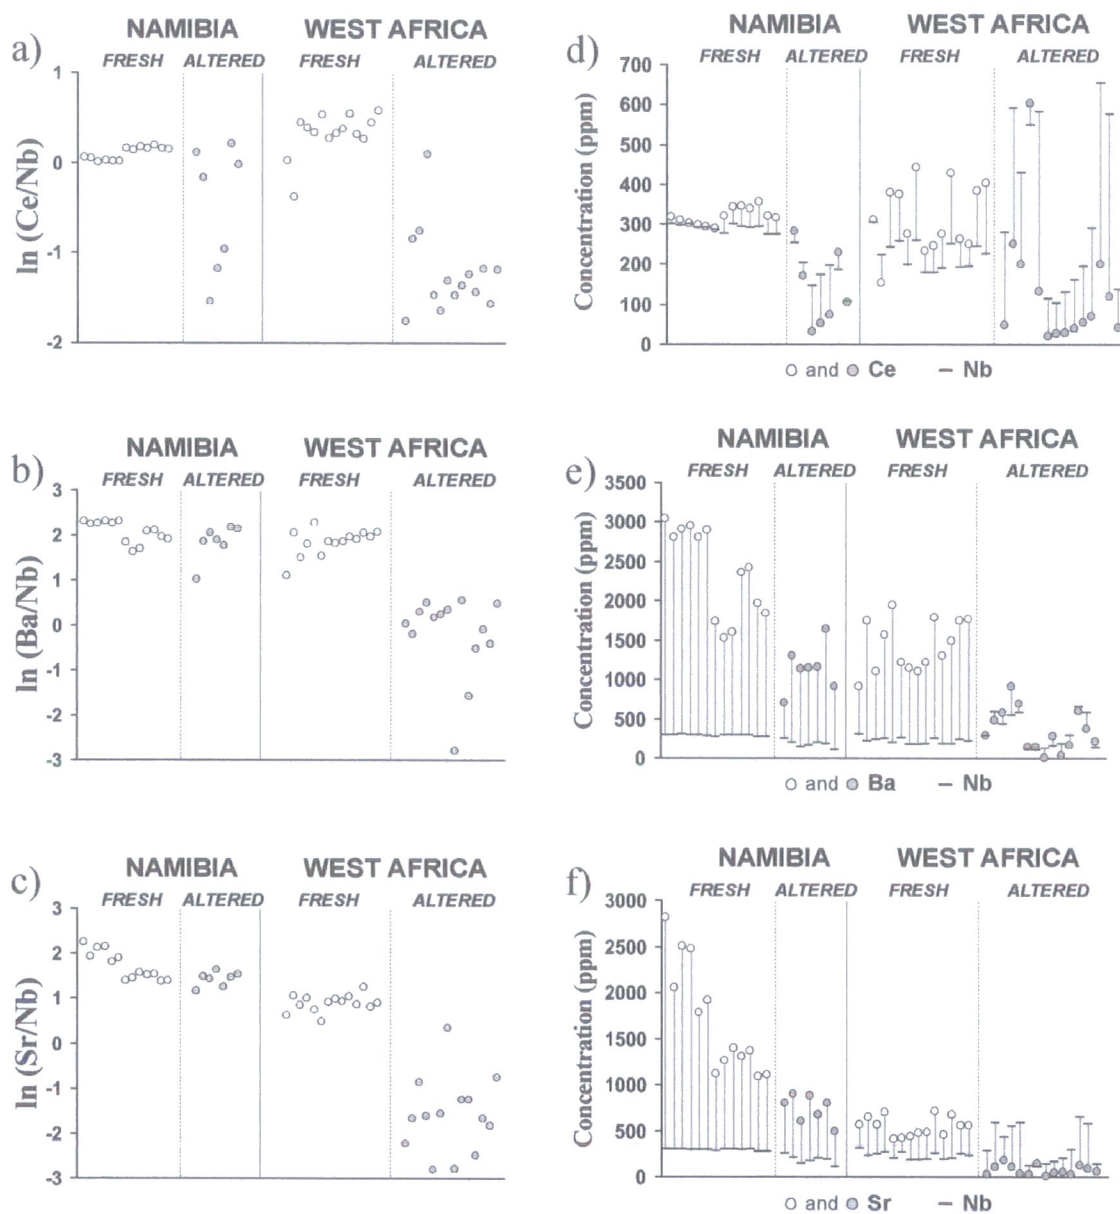 a)
NAMIBIA WEST AFRICA
FRESH ALTERED FRESH ALTERED
ln (Ce/Nb)
1
0
-1
-2
d)
NAMIBIA WEST AFRICA
FRESH ALTERED FRESH ALTERED
Concentration (ppm)
700
600
500
400
300
200
100
0
and Ce – Nb
b)
NAMIBIA WEST AFRICA
FRESH ALTERED FRESH ALTERED
ln (Ba/Nb)
3
2
1
0
-1
-2
-3
e)
NAMIBIA WEST AFRICA
FRESH ALTERED FRESH ALTERED
Concentration (ppm)
3500
3000
2500
2000
1500
1000
500
0
and Ba – Nb
c)
NAMIBIA WEST AFRICA
FRESH ALTERED FRESH ALTERED
ln (Sr/Nb)
3
2
1
0
-1
-2
-3
f)
NAMIBIA WEST AFRICA
FRESH ALTERED FRESH ALTERED
Concentration (ppm)
3000
2500
2000
1500
1000
500
0
and Sr – Nb